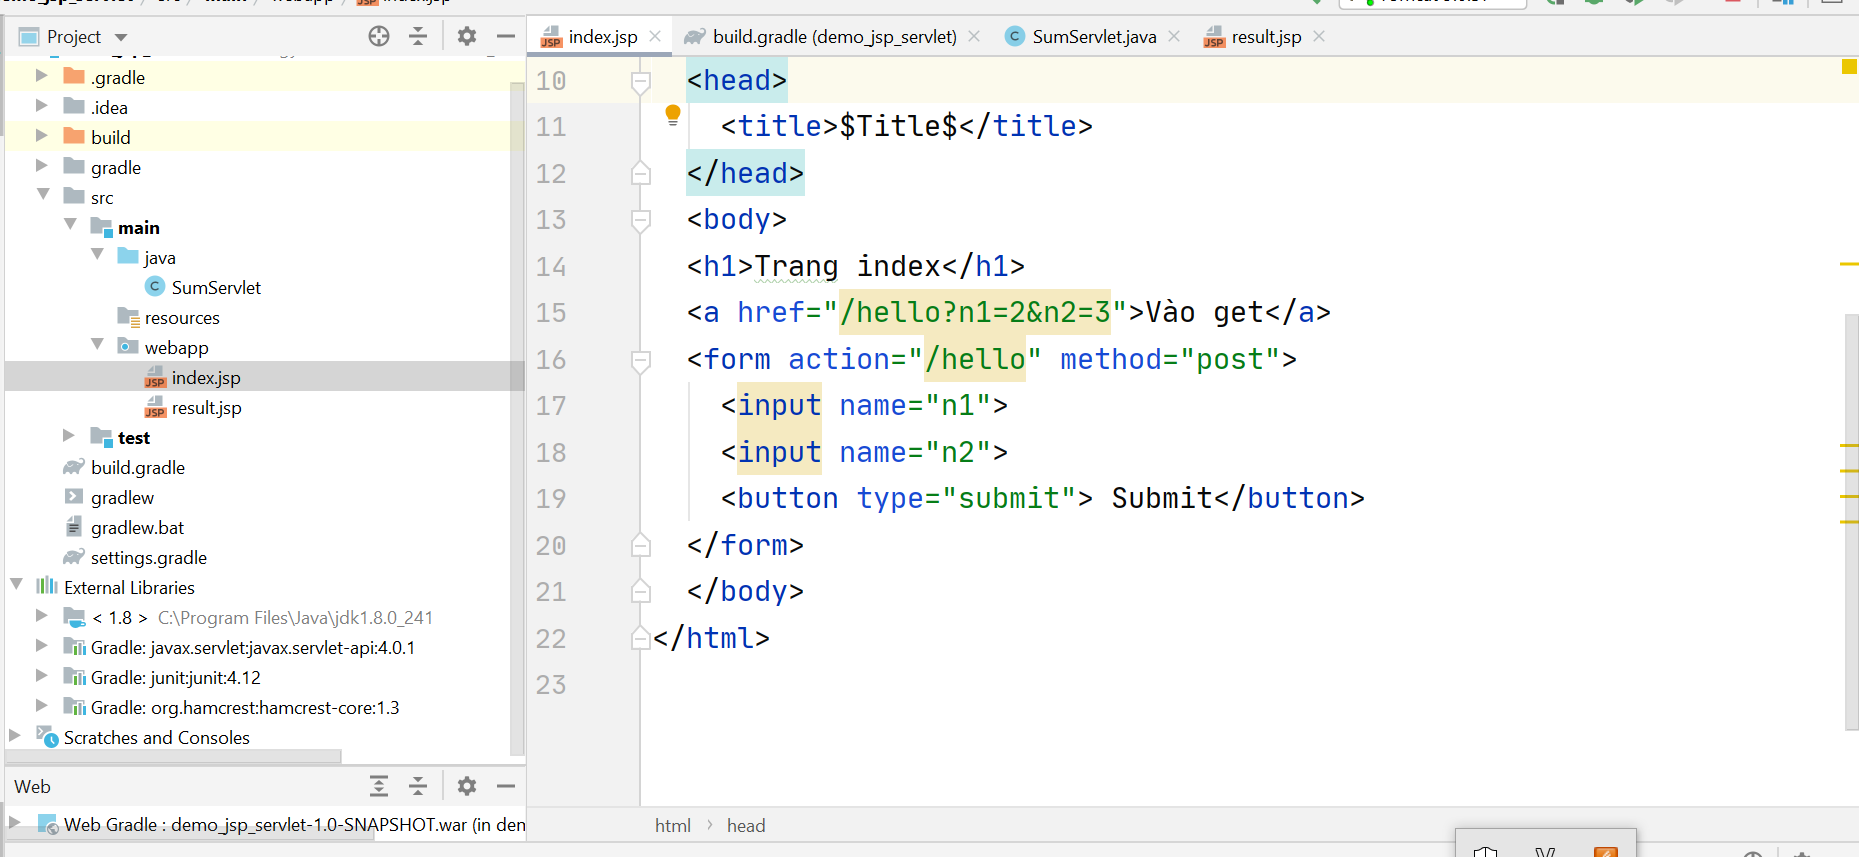 Project
.gradle
.idea
build
gradle
src
main
java
SumServlet
resources
webapp
index.jsp
result.jsp
test
build.gradle
gradlew
gradlew.bat
settings.gradle
External Libraries
< 1.8 > C:\Program Files\Java\jdk1.8.0_241
Gradle: javax.servlet:javax.servlet-api:4.0.1
Gradle: junit:junit:4.12
Gradle: org.hamcrest:hamcrest-core:1.3
Scratches and Consoles
Web
Web Gradle : demo_jsp_servlet-1.0-SNAPSHOT.war (in den
index.jsp build.gradle (demo_jsp_servlet) SumServlet.java result.jsp
10 <head>
11 <title>$Title$</title>
12 </head>
13 <body>
14 <h1>Trang index</h1>
15 <a href="/hello?n1=2&n2=3">Vào get</a>
16 <form action="/hello" method="post">
17 <input name="n1">
18 <input name="n2">
19 <button type="submit"> Submit</button>
20 </form>
21 </body>
22 </html>
23
html › head